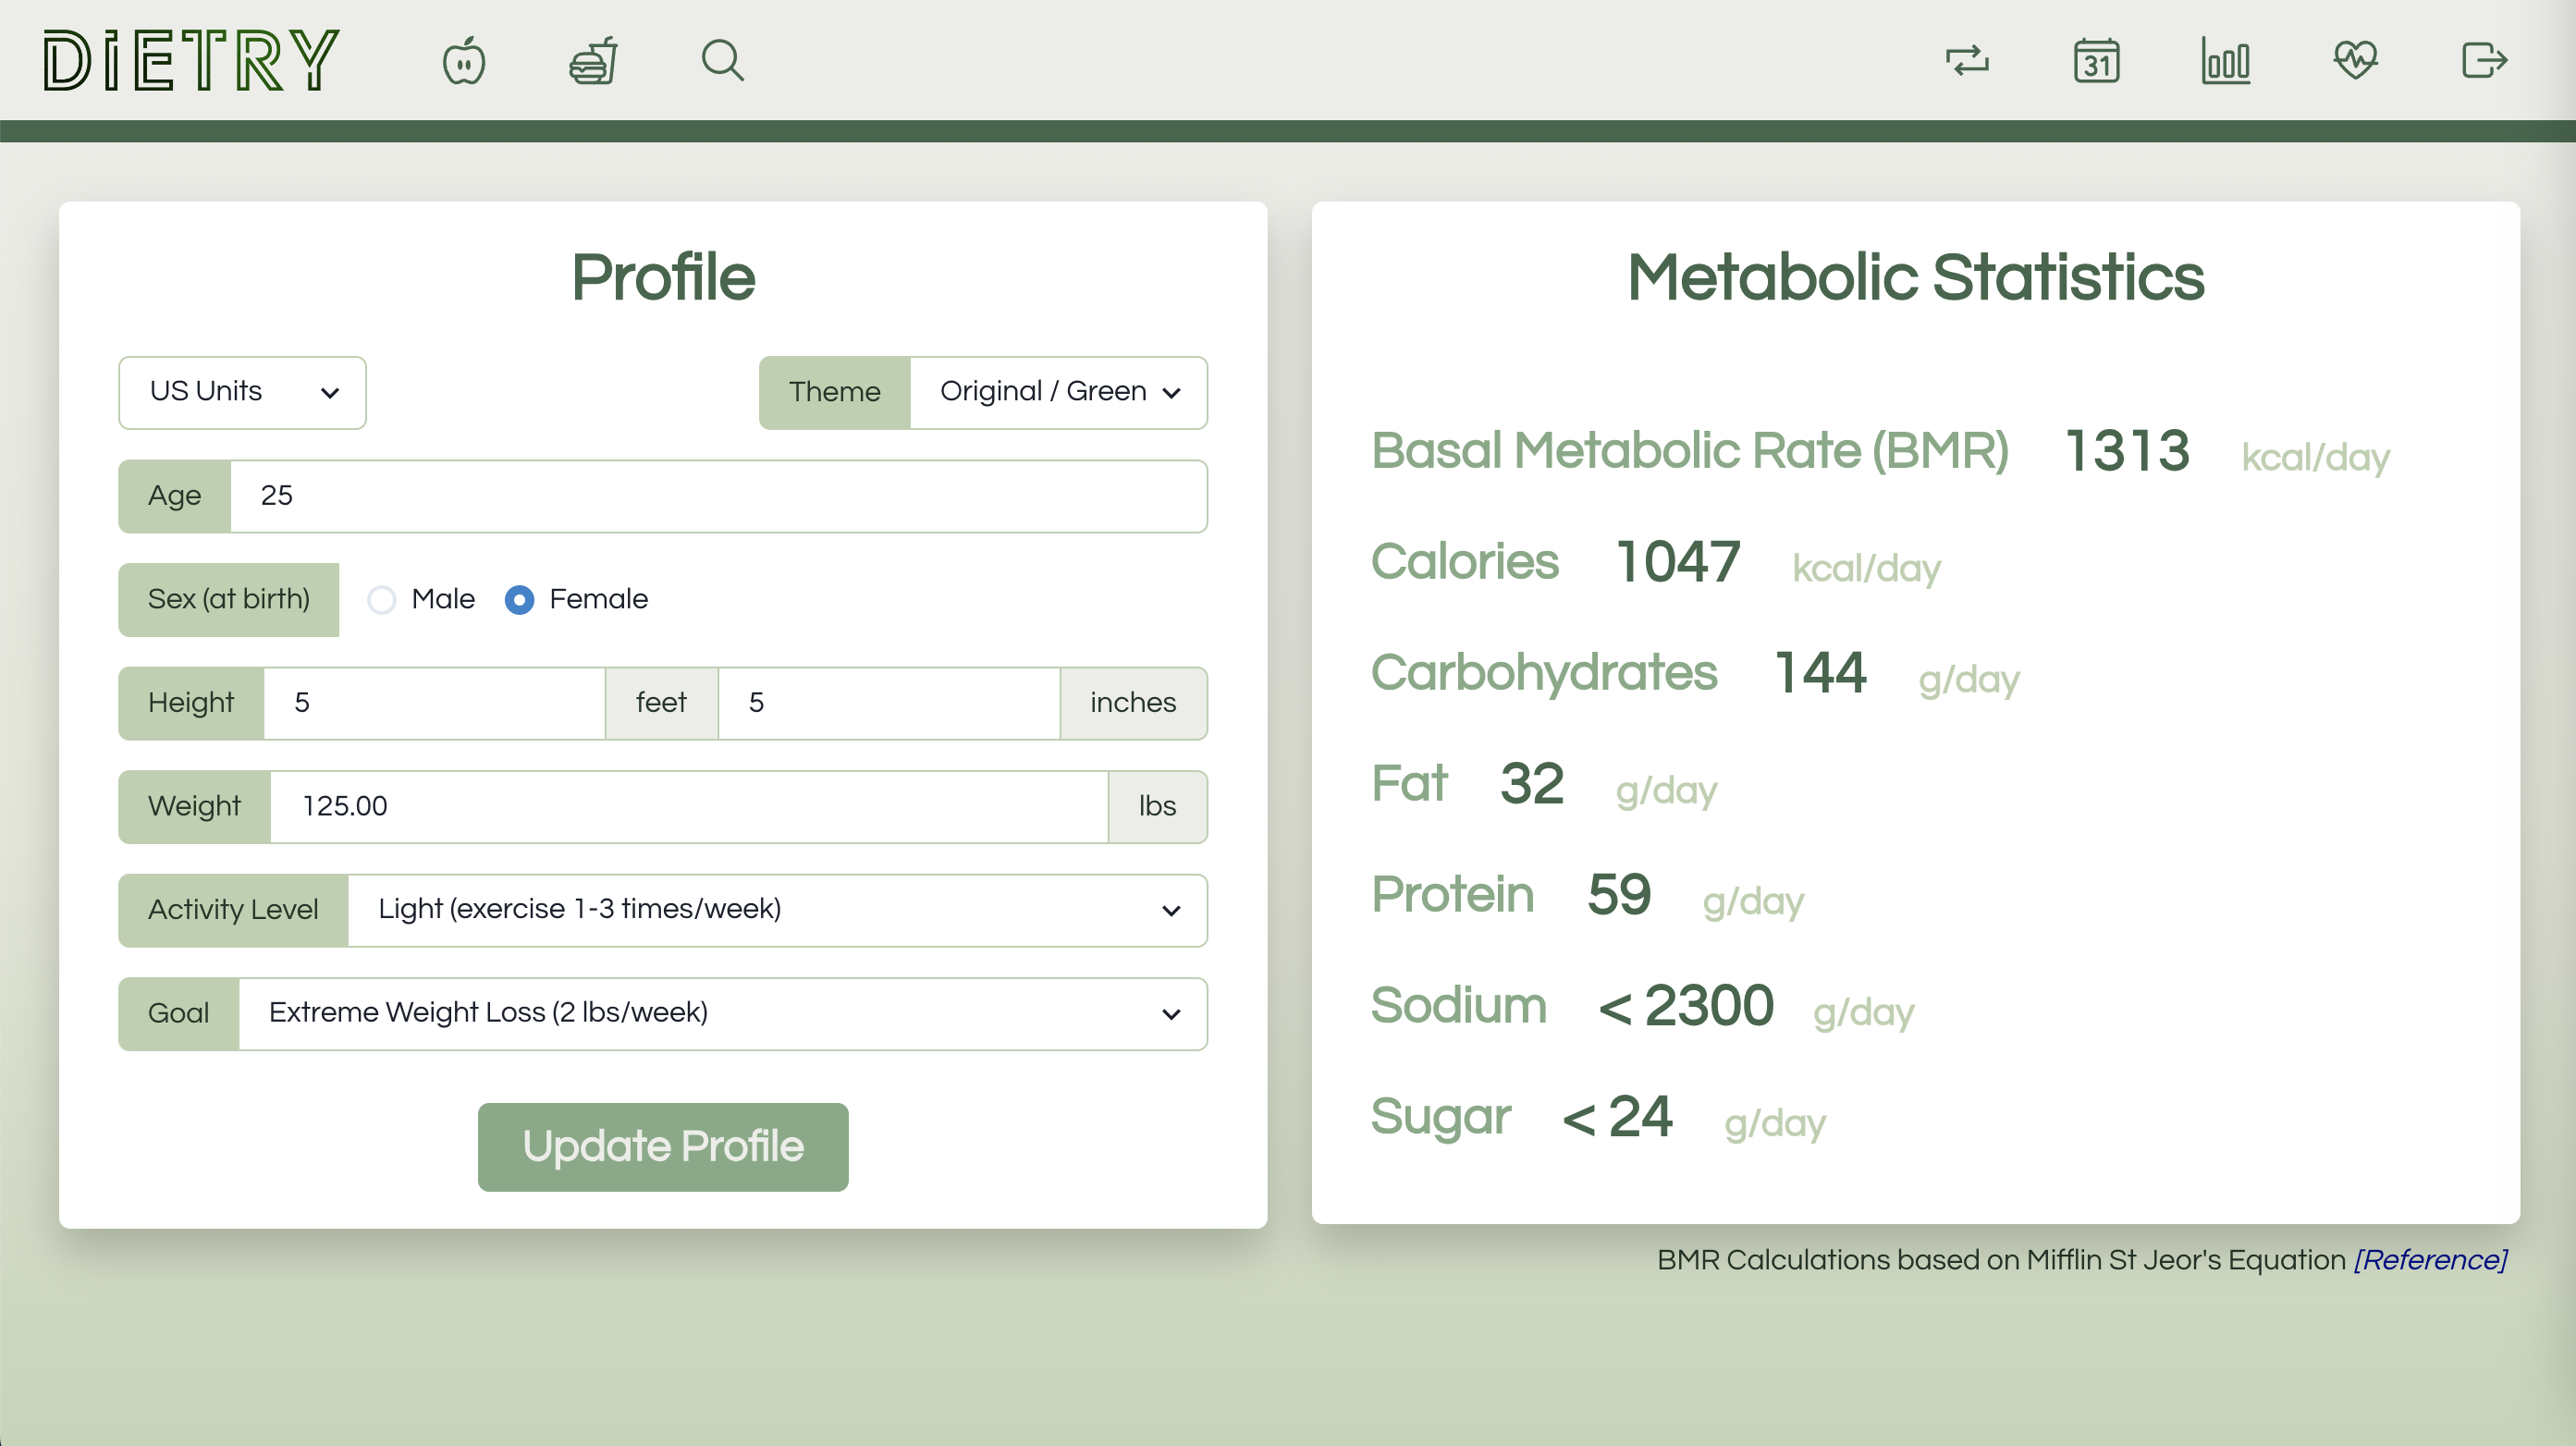 DiETRY
31
Profile
US Units
Theme Original / Green
Age 25
Sex (at birth) Male Female
Height 5 feet 5 inches
Weight 125.00 lbs
Activity Level Light (exercise 1-3 times/week)
Goal Extreme Weight Loss (2 lbs/week)
Update Profile
Metabolic Statistics
Basal Metabolic Rate (BMR) 1313 kcal/day
Calories 1047 kcal/day
Carbohydrates 144 g/day
Fat 32 g/day
Protein 59 g/day
Sodium < 2300 g/day
Sugar < 24 g/day
BMR Calculations based on Mifflin St Jeor's Equation [Reference]